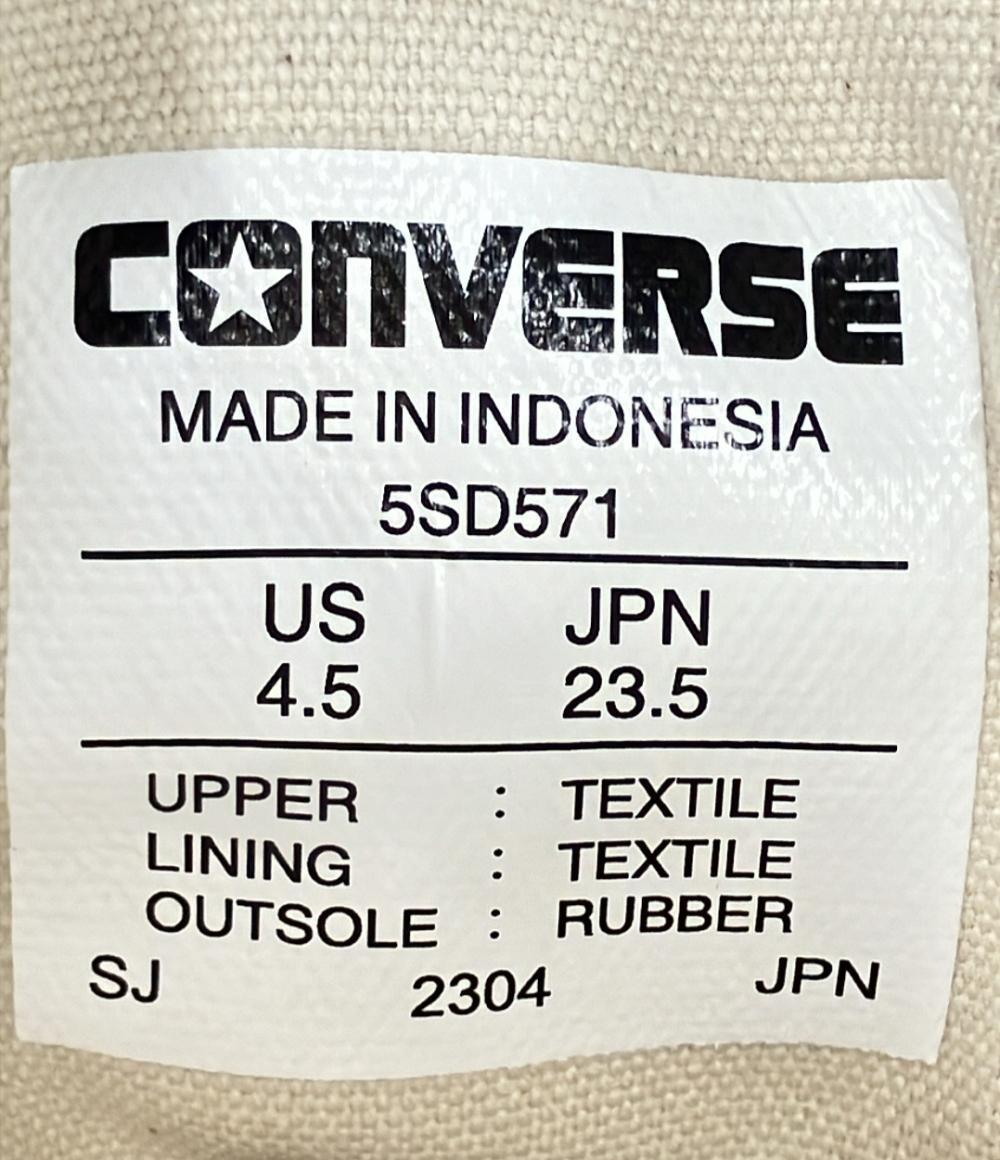 CONVERSE
MADE IN INDONESIA
5SD571
US JPN
4.5 23.5
UPPER : TEXTILE
LINING : TEXTILE
OUTSOLE : RUBBER
SJ 2304 JPN